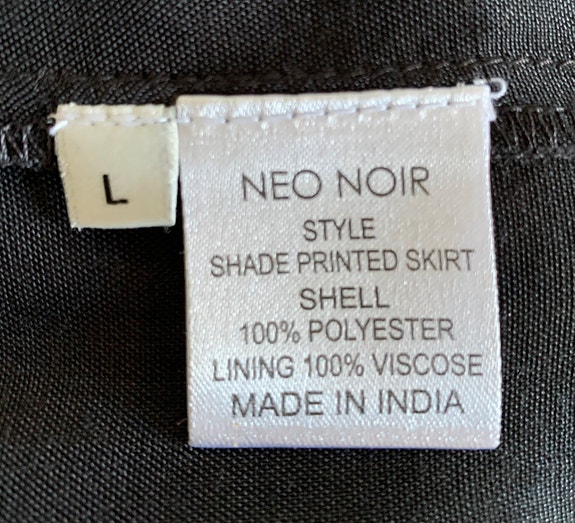 L
NEO NOIR
STYLE
SHADE PRINTED SKIRT
SHELL
100% POLYESTER
LINING 100% VISCOSE
MADE IN INDIA